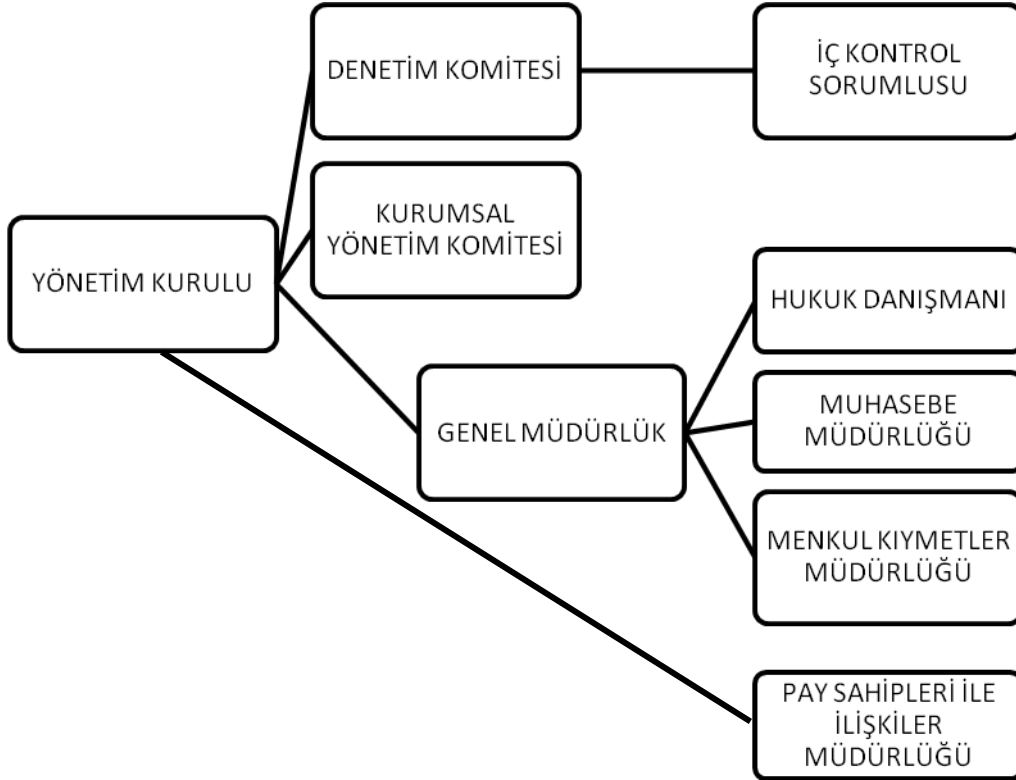 DENETİM KOMİTESİ
İÇ KONTROL
SORUMLUSU
KURUMSAL
YÖNETİM KOMİTESİ
YÖNETİM KURULU
HUKUK DANIŞMANI
GENEL MÜDÜRLÜK
MUHASEBE
MÜDÜRLÜĞÜ
MENKUL KIYMETLER
MÜDÜRLÜĞÜ
PAY SAHİPLERİ İLE
İLİŞKİLER
MÜDÜRLÜĞÜ